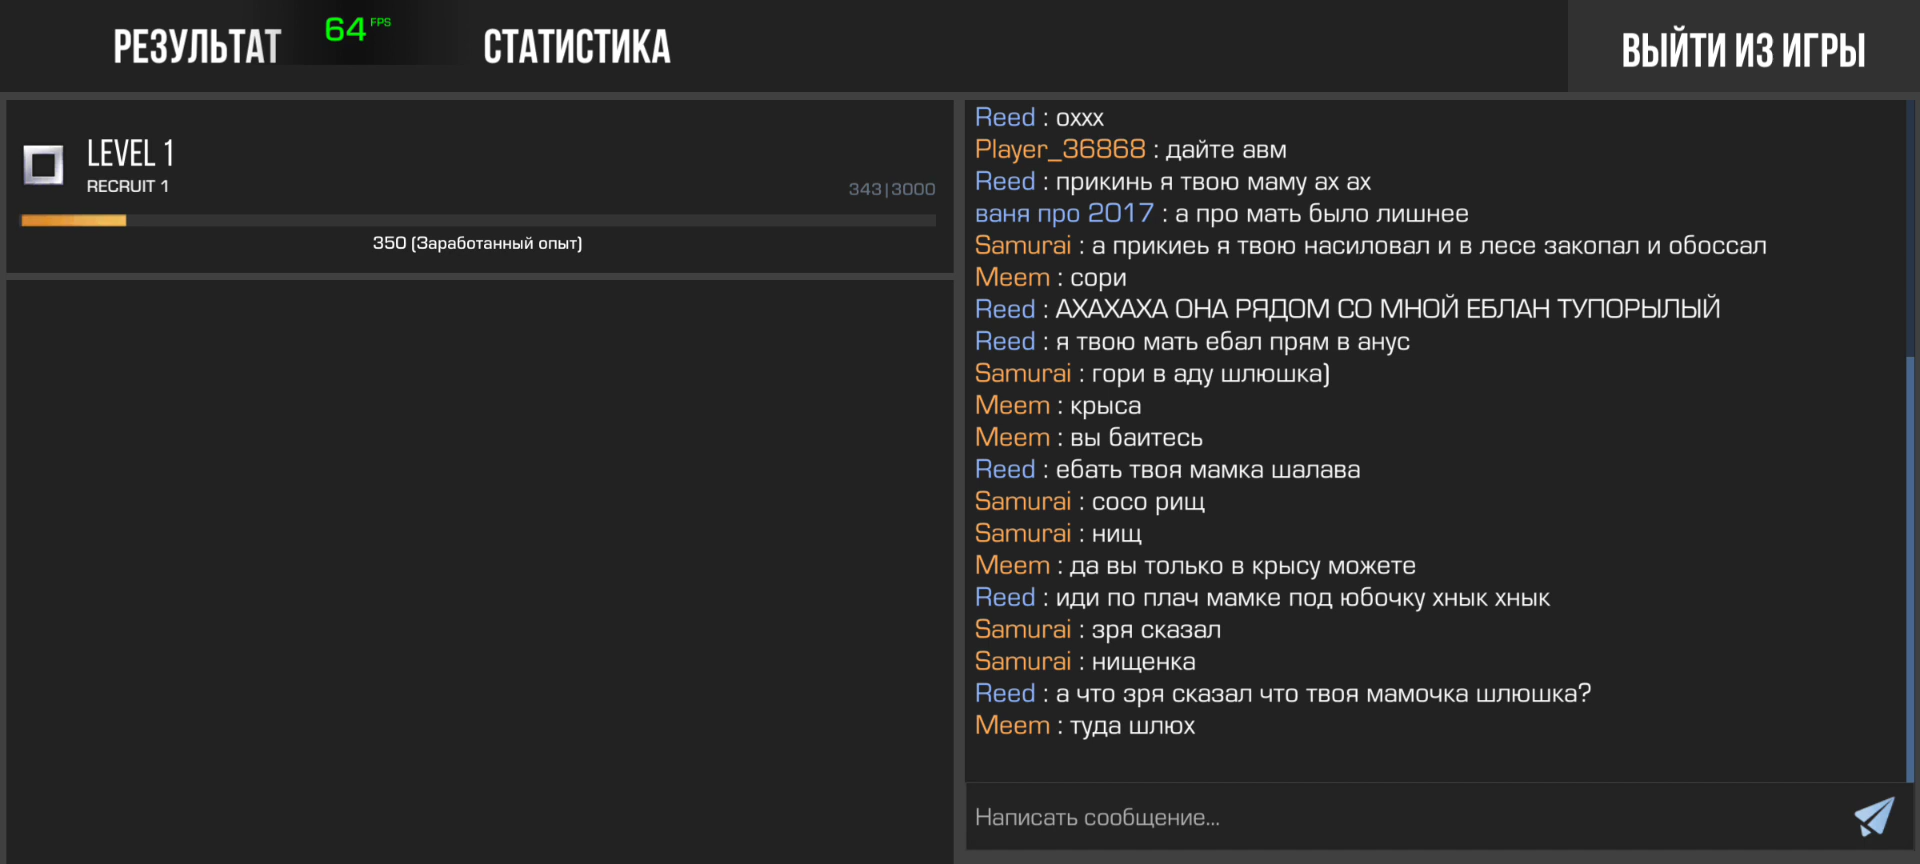 РЕЗУЛЬТАТ
64 FPS
СТАТИСТИКА
ВЫЙТИ ИЗ ИГРЫ
LEVEL 1
RECRUIT 1
343|3000
350 (Заработанный опыт)
Reed : оххх
Player_36868 : дайте авм
Reed : прикинь я твою маму ах ах
ваня про 2017 : а про мать было лишнее
Samurai : а прикиеь я твою насиловал и в лесе закопал и обоссал
Meem : сори
Reed : АХАХАХА ОНА РЯДОМ СО МНОЙ ЕБЛАН ТУПОРЫЛЫЙ
Reed : я твою мать ебал прям в анус
Samurai : гори в аду шлюшка)
Meem : крыса
Meem : вы баитесь
Reed : ебать твоя мамка шалава
Samurai : сосо рищ
Samurai : нищ
Meem : да вы только в крысу можете
Reed : иди по плач мамке под юбочку хнык хнык
Samurai : зря сказал
Samurai : нищенка
Reed : а что зря сказал что твоя мамочка шлюшка?
Meem : туда шлюх
Написать сообщение...